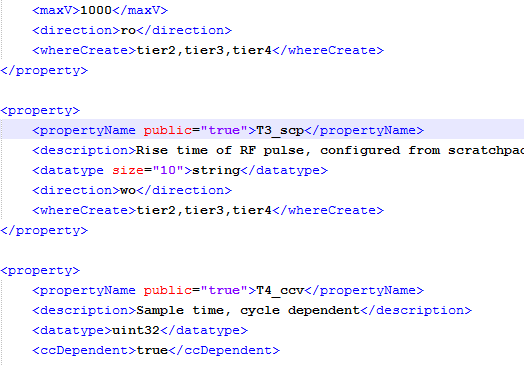 <maxV>1000</maxV>
<direction>ro</direction>
<whereCreate>tier2,tier3,tier4</whereCreate>
</property>
<property>
<propertyName public="true">T3_scp</propertyName>
<description>Rise time of RF pulse, configured from scratchpad
<datatype size="10">string</datatype>
<direction>wo</direction>
<whereCreate>tier2,tier3,tier4</whereCreate>
</property>
<property>
<propertyName public="true">T4_ccv</propertyName>
<description>Sample time, cycle dependent</description>
<datatype>uint32</datatype>
<ccDependent>true</ccDependent>